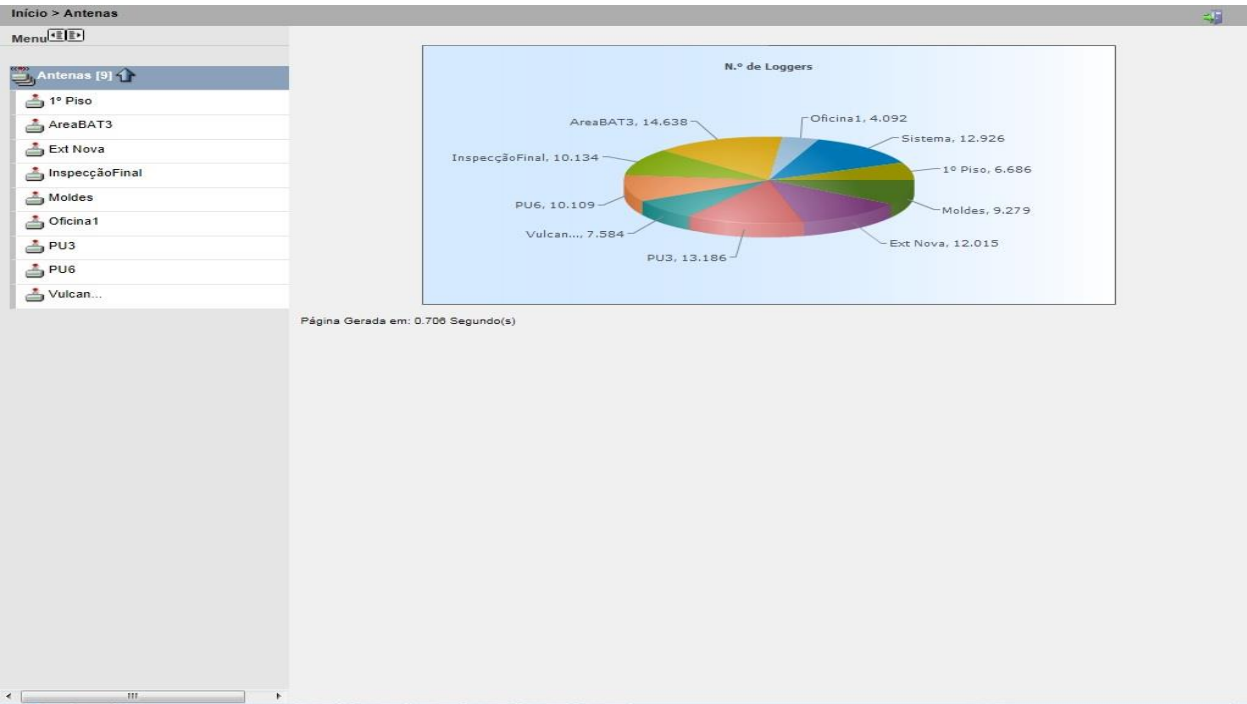 Início > Antenas
Menu
Antenas [9]
1º Piso
AreaBAT3
Ext Nova
InspecçãoFinal
Moldes
Oficina1
PU3
PU6
Vulcan...
N.º de Loggers
AreaBAT3, 14.638
Oficina1, 4.092
Sistema, 12.926
InspecçãoFinal, 10.134
1º Piso, 6.686
PU6, 10.109
Moldes, 9.279
Vulcan..., 7.584
Ext Nova, 12.015
PU3, 13.186
Página Gerada em: 0.706 Segundo(s)